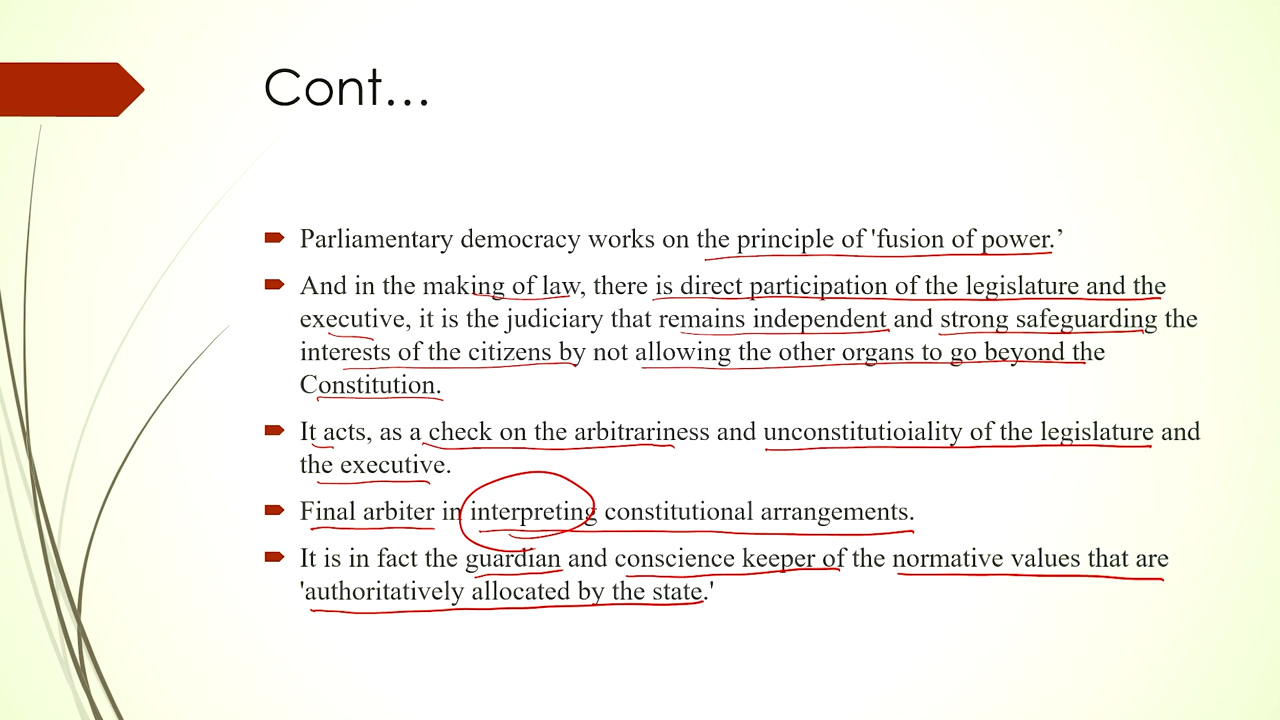 Cont...
Parliamentary democracy works on the principle of 'fusion of power.’
And in the making of law, there is direct participation of the legislature and the
executive, it is the judiciary that remains independent and strong safeguarding the
interests of the citizens by not allowing the other organs to go beyond the
Constitution.
It acts, as a check on the arbitrariness and unconstitutioiality of the legislature and
the executive.
Final arbiter in interpreting constitutional arrangements.
It is in fact the guardian and conscience keeper of the normative values that are
'authoritatively allocated by the state.'